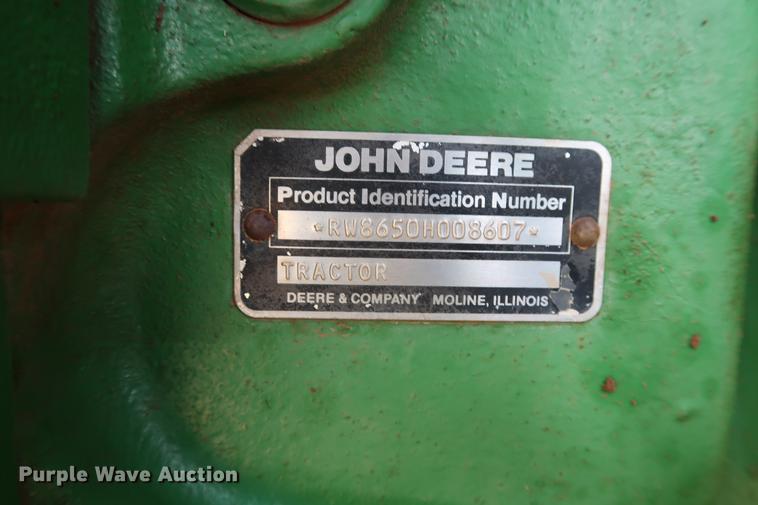 JOHN DEERE
Product Identification Number
*RW8650H008607*
TRACTOR
DEERE & COMPANY MOLINE, ILLINOIS
Purple Wave Auction